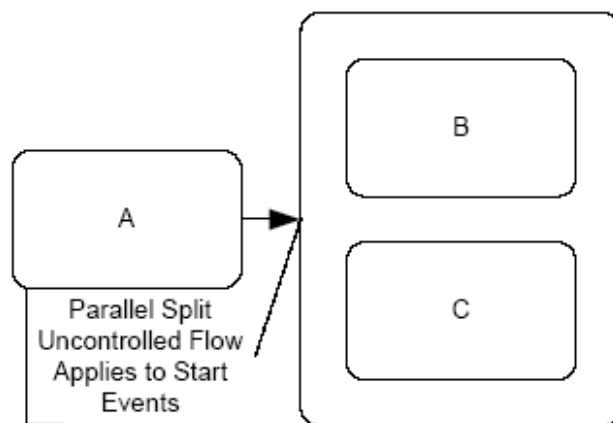 A
B
C
Parallel Split
Uncontrolled Flow
Applies to Start
Events